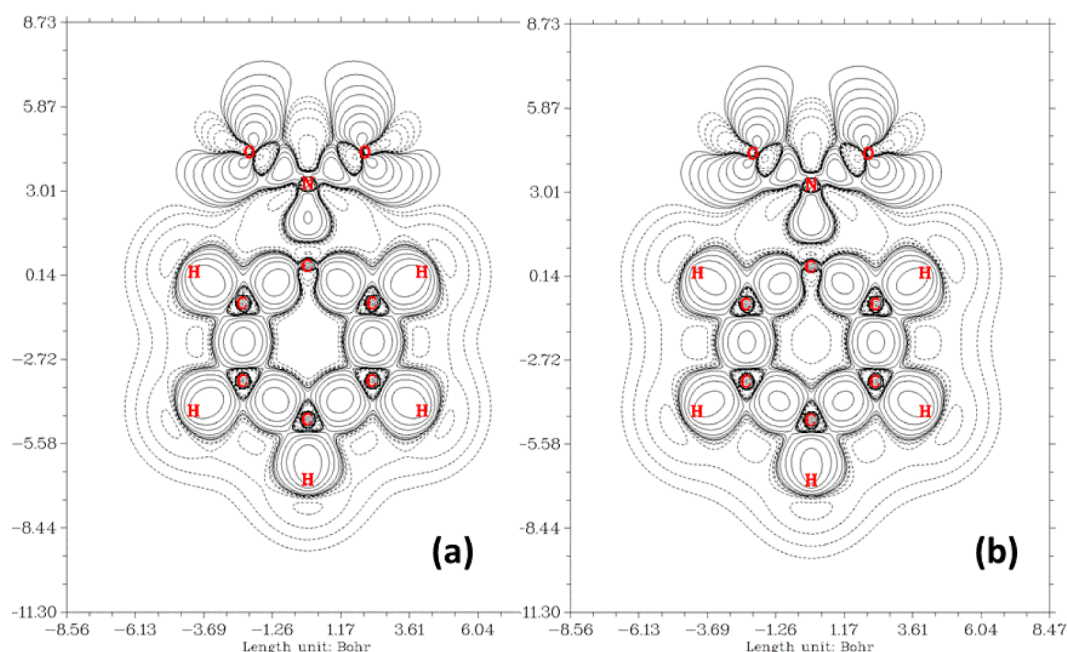 8.73
5.87
3.01
0.14
−2.72
−5.58
−8.44
−11.30
O O
N
C
H H
C C
C C
H H
C
H
(a)
−8.56 −6.13 −3.69 −1.26 1.17 3.61 6.04
Length unit: Bohr
8.73
5.87
3.01
0.14
−2.72
−5.58
−8.44
−11.30
O O
N
C
H H
C C
C C
H H
C
H
(b)
−8.56 −6.13 −3.69 −1.26 1.17 3.61 6.04 8.47
Length unit: Bohr